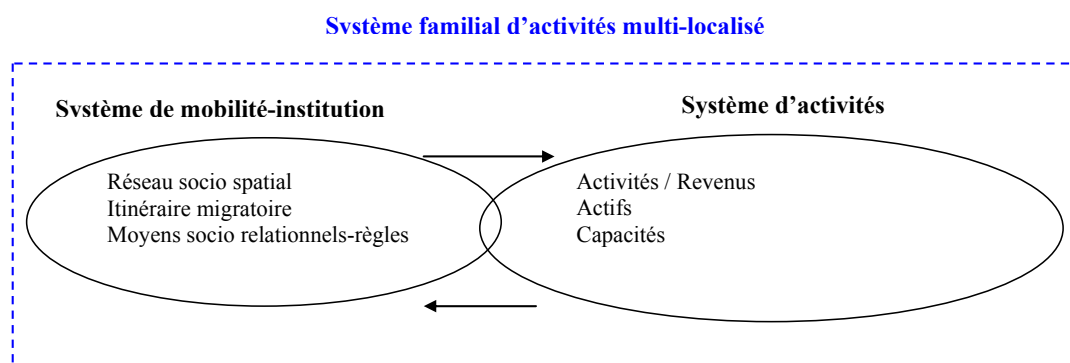 Système familial d'activités multi-localisé
Système de mobilité-institution
Système d'activités
Réseau socio spatial
Itinéraire migratoire
Moyens socio relationnels-règles
Activités / Revenus
Actifs
Capacités